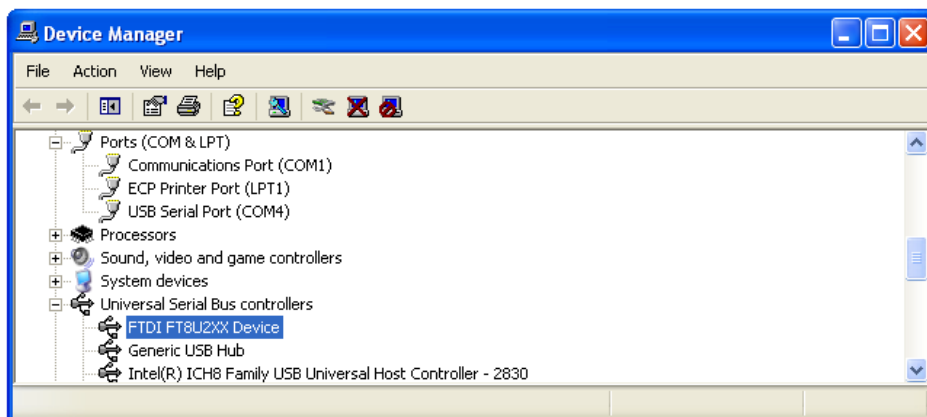 Device Manager
File Action View Help
Ports (COM & LPT)
Communications Port (COM1)
ECP Printer Port (LPT1)
USB Serial Port (COM4)
Processors
Sound, video and game controllers
System devices
Universal Serial Bus controllers
FTDI FT8U2XX Device
Generic USB Hub
Intel(R) ICH8 Family USB Universal Host Controller - 2830